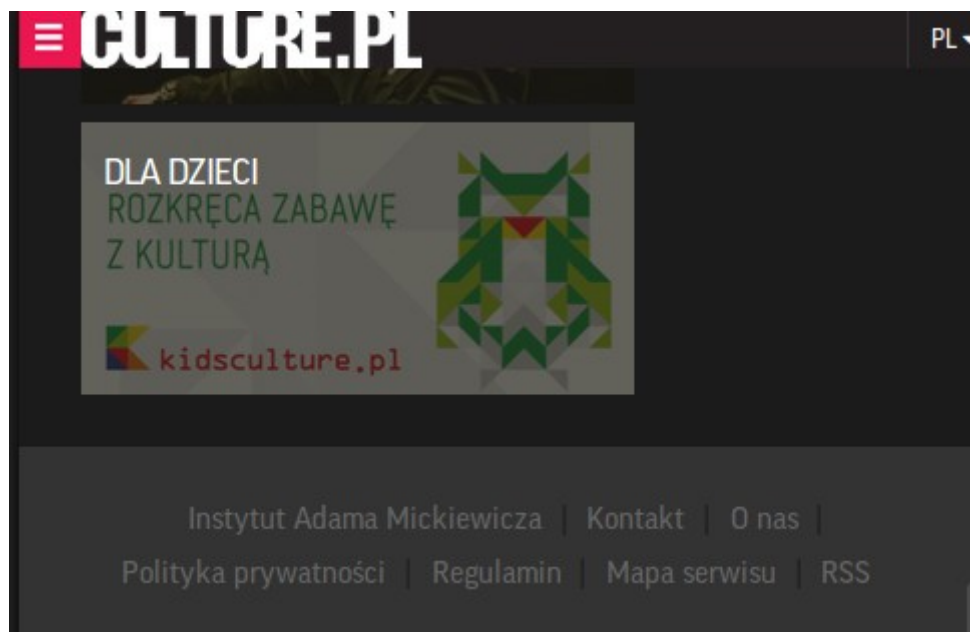 CULTURE.PL
PL
DLA DZIECI
ROZKRĘCA ZABAWĘ
Z KULTURĄ
kidsculture.pl
Instytut Adama Mickiewicza | Kontakt | O nas |
Polityka prywatności | Regulamin | Mapa serwisu | RSS